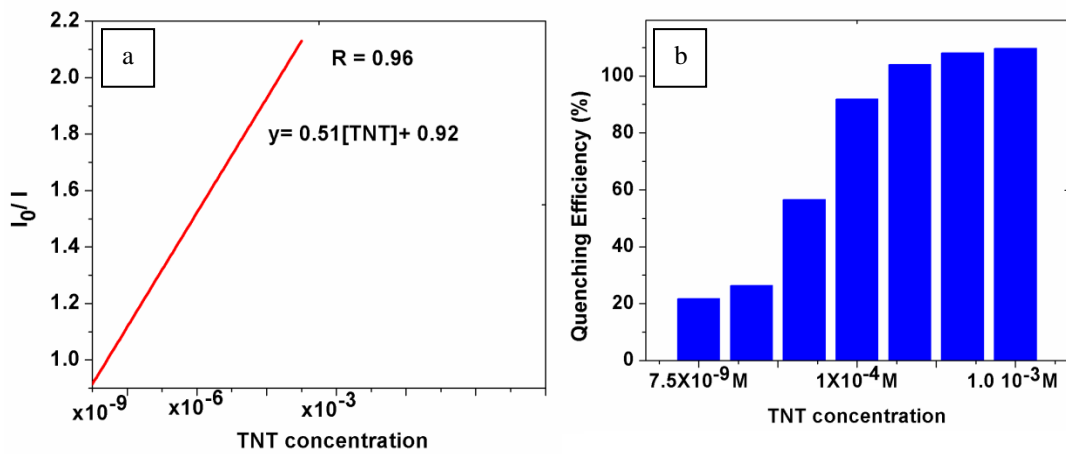 a
2.2
2.0
1.8
1.6
1.4
1.2
1.0
I₀/ I
R = 0.96
y= 0.51[TNT]+ 0.92
x10⁻⁹
x10⁻⁶
x10⁻³
TNT concentration
b
100
80
60
40
20
0
Quenching Efficiency (%)
7.5X10⁻⁹M
1X10⁻⁴M
1.0 10⁻³M
TNT concentration